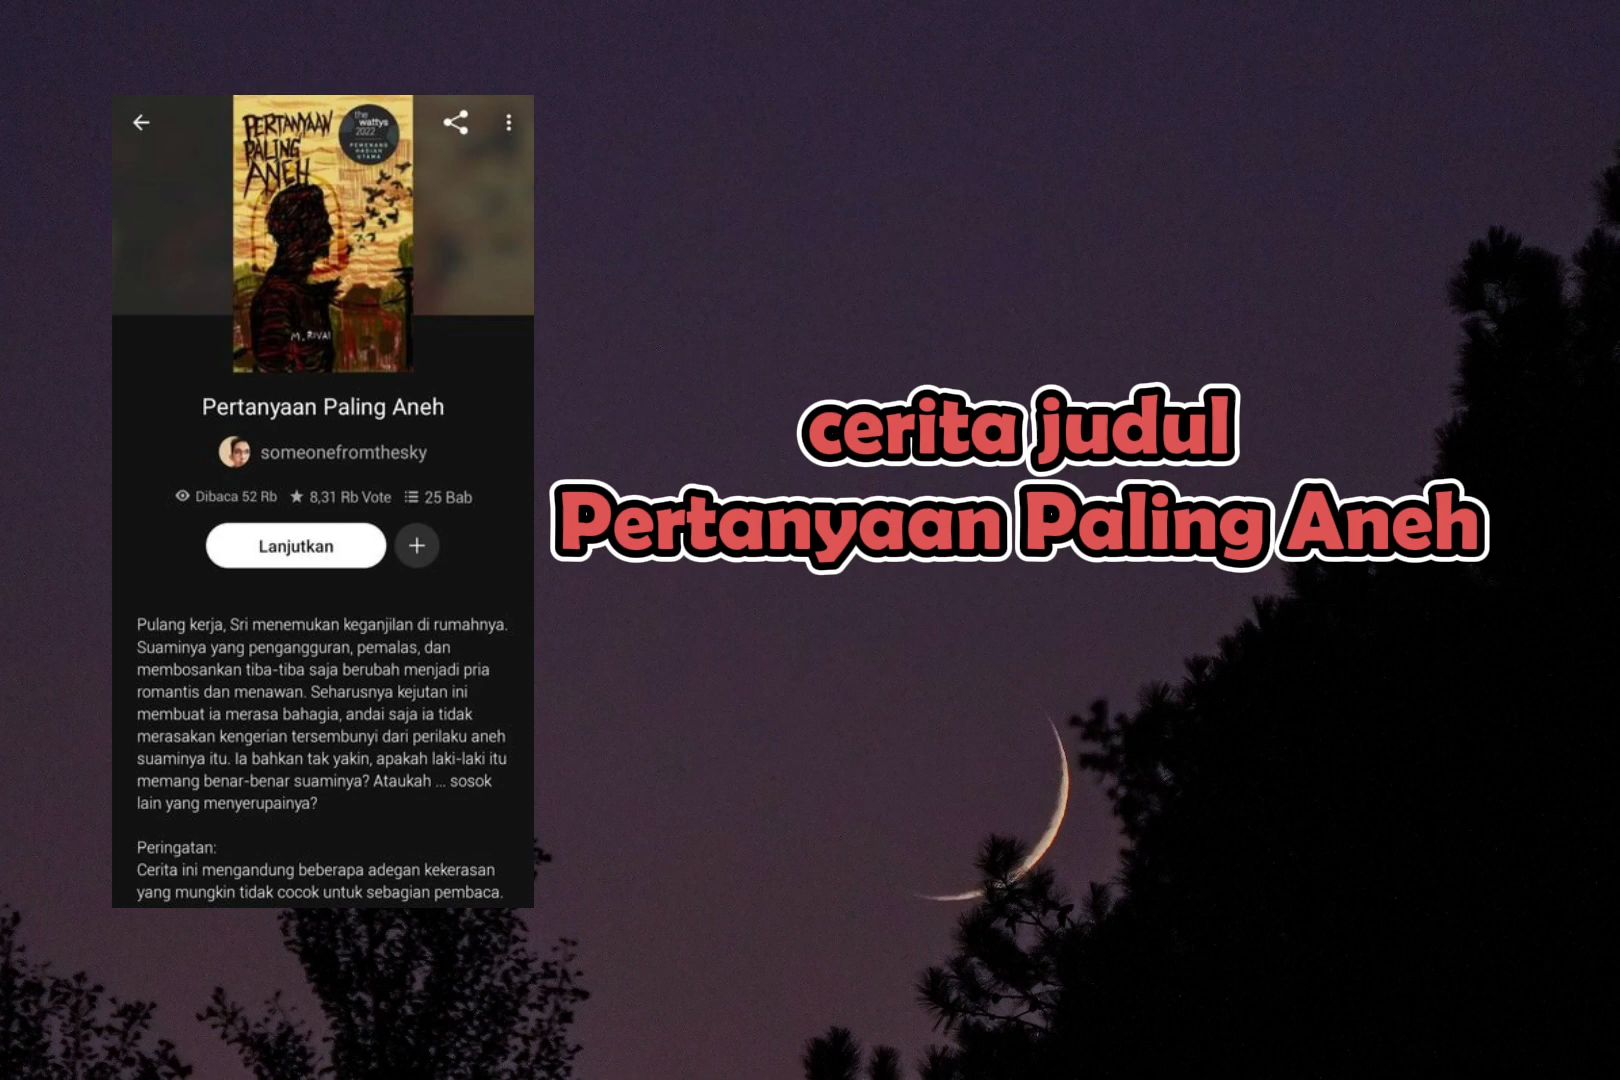 PERTANYAAN
PALING
ANEH
the
wattys
2022
PEMENANG
HADIAH
UTAMA
M. RIVAI
Pertanyaan Paling Aneh
someonefromthesky
Dibaca 52 Rb 8,31 Rb Vote 25 Bab
Lanjutkan
Pulang kerja, Sri menemukan keganjilan di rumahnya.
Suaminya yang pengangguran, pemalas, dan
membosankan tiba-tiba saja berubah menjadi pria
romantis dan menawan. Seharusnya kejutan ini
membuat ia merasa bahagia, andai saja ia tidak
merasakan kengerian tersembunyi dari perilaku aneh
suaminya itu. Ia bahkan tak yakin, apakah laki-laki itu
memang benar-benar suaminya? Ataukah ... sosok
lain yang menyerupainya?
Peringatan:
Cerita ini mengandung beberapa adegan kekerasan
yang mungkin tidak cocok untuk sebagian pembaca.
cerita judul
Pertanyaan Paling Aneh